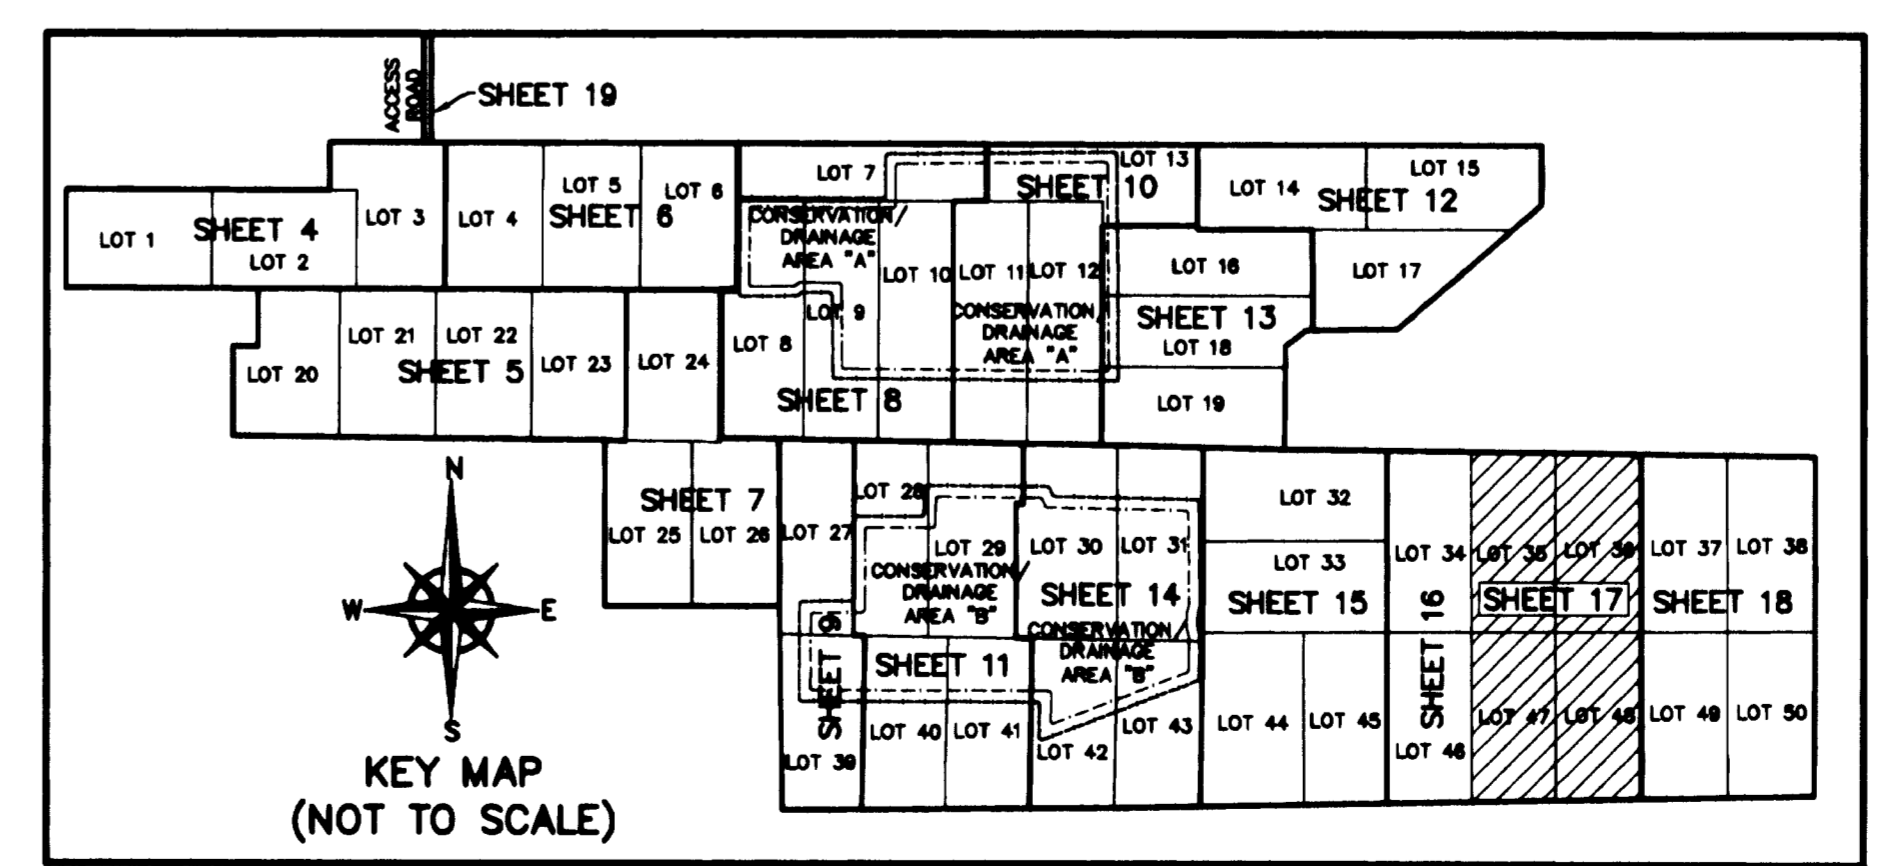 ACCESS
ROAD
SHEET 19
LOT 1
SHEET 4
LOT 2
LOT 3
LOT 4
LOT 5
SHEET 6
LOT 6
LOT 7
CONSERVATION/
DRAINAGE
AREA "A"
LOT 8
LOT 9
SHEET 8
LOT 10
LOT 11
LOT 12
CONSERVATION/
DRAINAGE
AREA "A"
LOT 13
SHEET 10
LOT 14
SHEET 12
LOT 15
LOT 16
LOT 17
SHEET 13
LOT 18
LOT 19
LOT 20
LOT 21
LOT 22
SHEET 5
LOT 23
LOT 24
SHEET 7
LOT 25
LOT 26
LOT 27
LOT 28
LOT 29
CONSERVATION/
DRAINAGE
AREA "B"
LOT 30
LOT 31
SHEET 14
CONSERVATION/
DRAINAGE
AREA "B"
LOT 32
LOT 33
SHEET 15
LOT 34
SHEET 16
LOT 35
LOT 36
SHEET 17
LOT 37
LOT 38
SHEET 18
SHEET 9
LOT 39
SHEET 11
LOT 40
LOT 41
LOT 42
LOT 43
LOT 44
LOT 45
LOT 46
LOT 47
LOT 48
LOT 49
LOT 50
N
W
E
S
KEY MAP
(NOT TO SCALE)